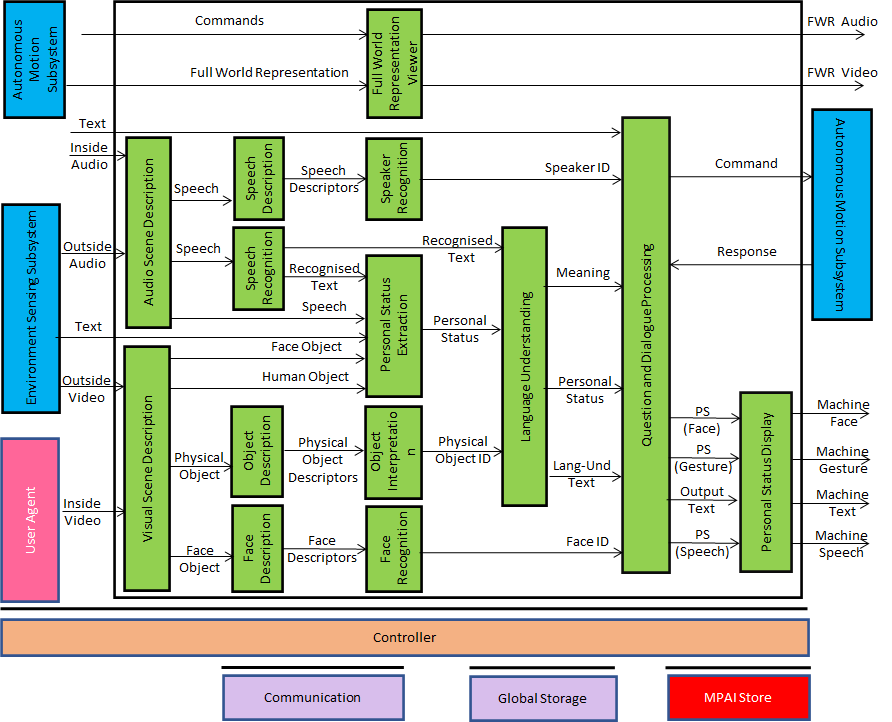 Autonomous
Motion
Subsystem
Commands
Full World Representation
Full World
Representation
Viewer
FWR Audio
FWR Video
Text
Inside
Audio
Outside
Audio
Text
Outside
Video
Inside
Video
Environment Sensing Subsystem
User Agent
Audio Scene Description
Visual Scene Description
Speech
Speech
Description
Speech
Descriptors
Speaker
Recognition
Speaker ID
Speech
Speech
Recognition
Recognised
Text
Recognised
Text
Speech
Face Object
Human Object
Personal Status
Extraction
Personal
Status
Language Understanding
Meaning
Personal
Status
Lang-Und
Text
Physical
Object
Object
Description
Physical
Object
Descriptors
Object
Interpretatio
n
Physical
Object ID
Face
Object
Face
Description
Face
Descriptors
Face
Recognition
Face ID
Question and Dialogue Processing
Command
Response
Autonomous Motion Subsystem
PS
(Face)
PS
(Gesture)
Output
Text
PS
(Speech)
Personal Status Display
Machine
Face
Machine
Gesture
Machine
Text
Machine
Speech
Controller
Communication
Global Storage
MPAI Store